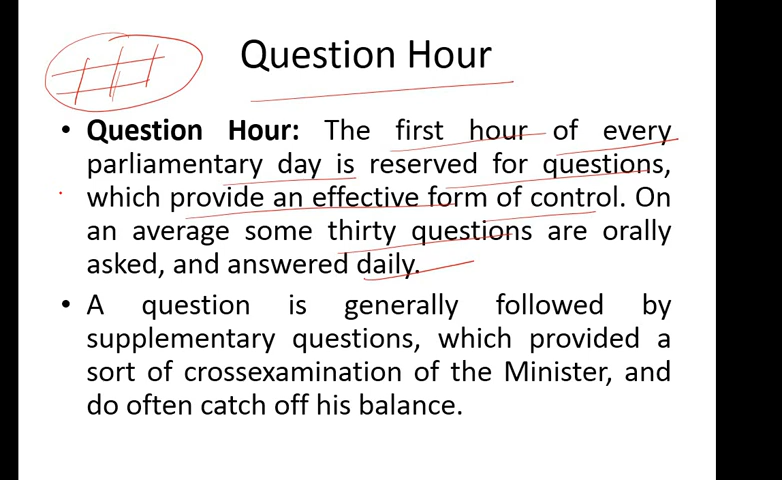 Question Hour
• Question Hour: The first hour of every
parliamentary day is reserved for questions,
which provide an effective form of control. On
an average some thirty questions are orally
asked, and answered daily.
• A question is generally followed by
supplementary questions, which provided a
sort of crossexamination of the Minister, and
do often catch off his balance.